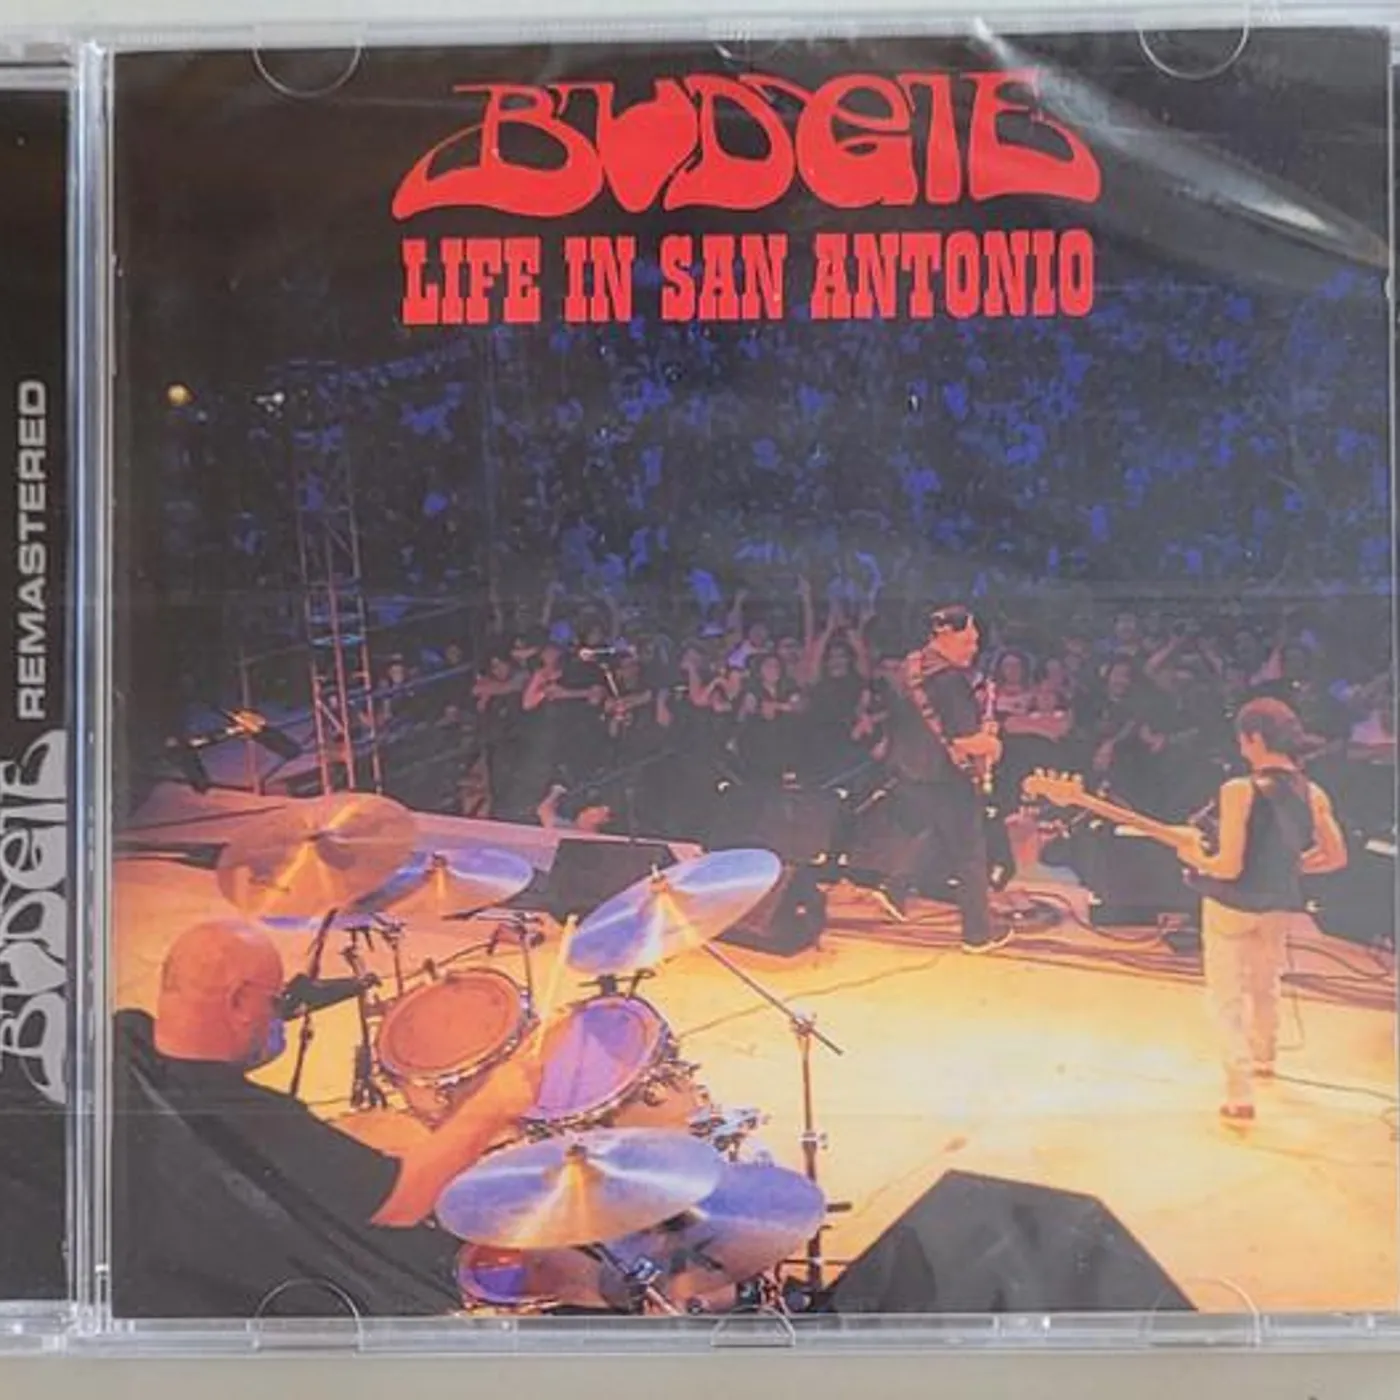 BUDGIE
LIFE IN SAN ANTONIO
BUDGIE REMASTERED